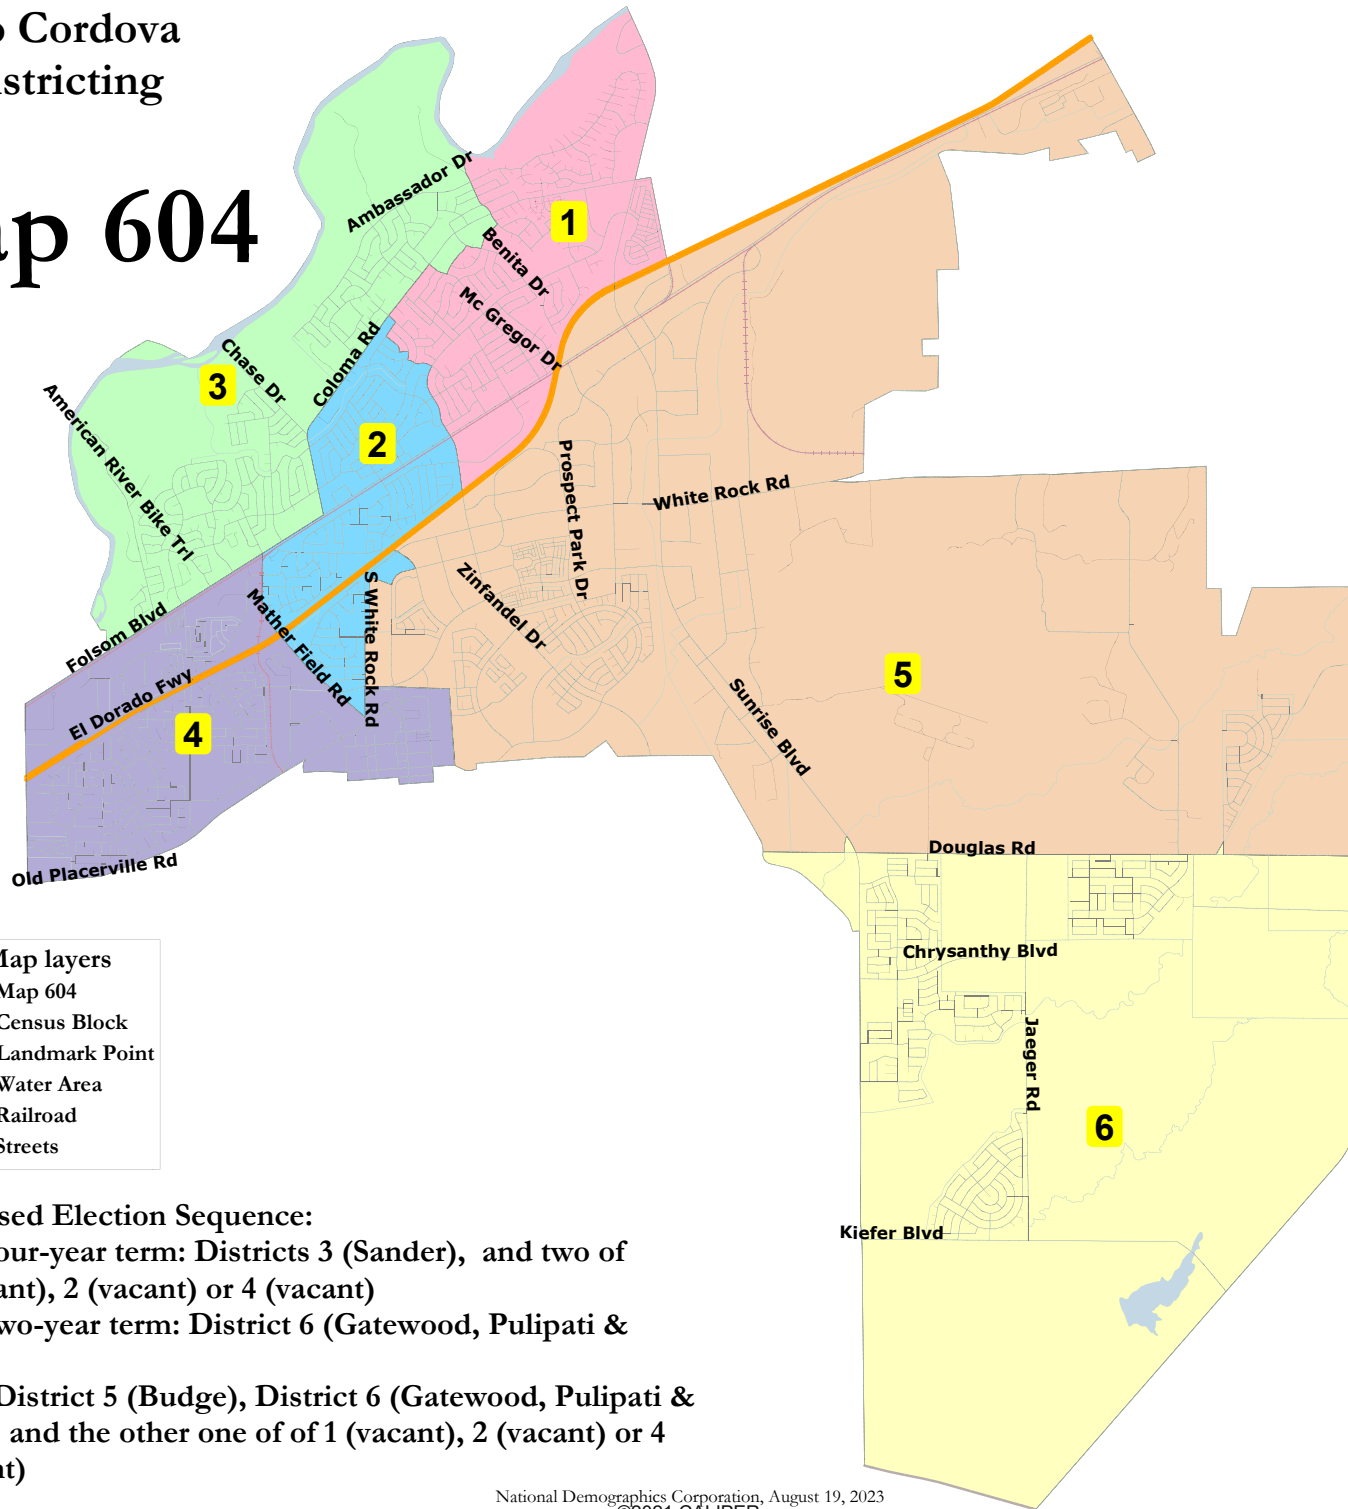 o Cordova
istricting
ap 604
Ambassador Dr
1
Benita Dr
Mc Gregor Dr
Coloma Rd
Chase Dr
3
American River Bike Trl
2
Prospect Park Dr
White Rock Rd
Zinfandel Dr
S White Rock Rd
Mather Field Rd
Folsom Blvd
El Dorado Fwy
4
5
Sunrise Blvd
Old Placerville Rd
Douglas Rd
Chrysanthy Blvd
Jaeger Rd
6
Kiefer Blvd
Map layers
Map 604
Census Block
Landmark Point
Water Area
Railroad
Streets
sed Election Sequence:
our-year term: Districts 3 (Sander),  and two of
ant), 2 (vacant) or 4 (vacant)
wo-year term: District 6 (Gatewood, Pulipati &
District 5 (Budge), District 6 (Gatewood, Pulipati &
, and the other one of of 1 (vacant), 2 (vacant) or 4
nt)
National Demographics Corporation, August 19, 2023
©2021 CALIPER